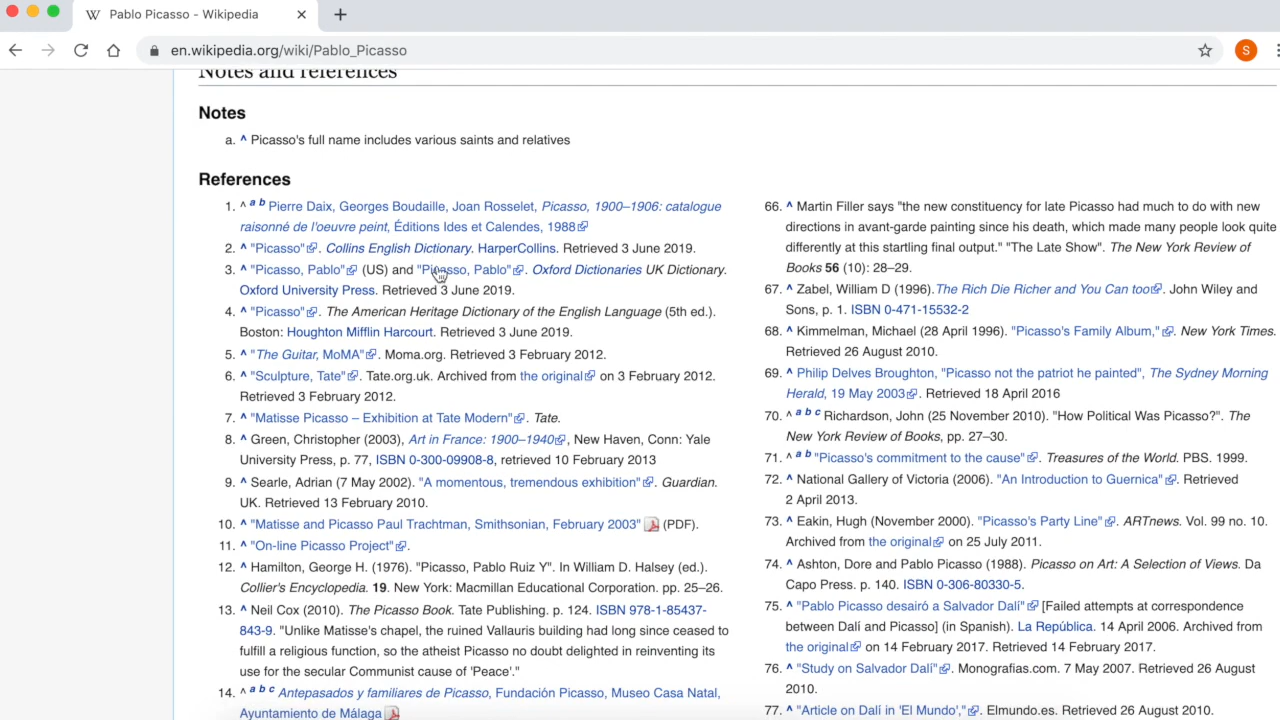 Pablo Picasso - Wikipedia
en.wikipedia.org/wiki/Pablo_Picasso
S
Notes and references
Notes
a. ^ Picasso's full name includes various saints and relatives
References
1. ^ a b Pierre Daix, Georges Boudaille, Joan Rosselet, Picasso, 1900–1906: catalogue
raisonné de l'oeuvre peint, Éditions Ides et Calendes, 1988
2. ^ "Picasso". Collins English Dictionary. HarperCollins. Retrieved 3 June 2019.
3. ^ "Picasso, Pablo" (US) and "Picasso, Pablo". Oxford Dictionaries UK Dictionary.
Oxford University Press. Retrieved 3 June 2019.
4. ^ "Picasso". The American Heritage Dictionary of the English Language (5th ed.).
Boston: Houghton Mifflin Harcourt. Retrieved 3 June 2019.
5. ^ "The Guitar, MoMA". Moma.org. Retrieved 3 February 2012.
6. ^ "Sculpture, Tate". Tate.org.uk. Archived from the original on 3 February 2012.
Retrieved 3 February 2012.
7. ^ "Matisse Picasso – Exhibition at Tate Modern". Tate.
8. ^ Green, Christopher (2003), Art in France: 1900–1940, New Haven, Conn: Yale
University Press, p. 77, ISBN 0-300-09908-8, retrieved 10 February 2013
9. ^ Searle, Adrian (7 May 2002). "A momentous, tremendous exhibition". Guardian.
UK. Retrieved 13 February 2010.
10. ^ "Matisse and Picasso Paul Trachtman, Smithsonian, February 2003" (PDF).
11. ^ "On-line Picasso Project".
12. ^ Hamilton, George H. (1976). "Picasso, Pablo Ruiz Y". In William D. Halsey (ed.).
Collier's Encyclopedia. 19. New York: Macmillan Educational Corporation. pp. 25–26.
13. ^ Neil Cox (2010). The Picasso Book. Tate Publishing. p. 124. ISBN 978-1-85437-
843-9. "Unlike Matisse's chapel, the ruined Vallauris building had long since ceased to
fulfill a religious function, so the atheist Picasso no doubt delighted in reinventing its
use for the secular Communist cause of 'Peace'."
14. ^ a b c Antepasados y familiares de Picasso, Fundación Picasso, Museo Casa Natal,
Ayuntamiento de Málaga
66. ^ Martin Filler says "the new constituency for late Picasso had much to do with new
directions in avant-garde painting since his death, which made many people look quite
differently at this startling final output." "The Late Show". The New York Review of
Books 56 (10): 28–29.
67. ^ Zabel, William D (1996).The Rich Die Richer and You Can too. John Wiley and
Sons, p. 1. ISBN 0-471-15532-2
68. ^ Kimmelman, Michael (28 April 1996). "Picasso's Family Album,". New York Times.
Retrieved 26 August 2010.
69. ^ Philip Delves Broughton, "Picasso not the patriot he painted", The Sydney Morning
Herald, 19 May 2003. Retrieved 18 April 2016
70. ^ a b c Richardson, John (25 November 2010). "How Political Was Picasso?". The
New York Review of Books, pp. 27–30.
71. ^ a b "Picasso's commitment to the cause". Treasures of the World. PBS. 1999.
72. ^ National Gallery of Victoria (2006). "An Introduction to Guernica". Retrieved
2 April 2013.
73. ^ Eakin, Hugh (November 2000). "Picasso's Party Line". ARTnews. Vol. 99 no. 10.
Archived from the original on 25 July 2011.
74. ^ Ashton, Dore and Pablo Picasso (1988). Picasso on Art: A Selection of Views. Da
Capo Press. p. 140. ISBN 0-306-80330-5.
75. ^ "Pablo Picasso desairó a Salvador Dalí" [Failed attempts at correspondence
between Dalí and Picasso] (in Spanish). La República. 14 April 2006. Archived from
the original on 14 February 2017. Retrieved 14 February 2017.
76. ^ "Study on Salvador Dalí". Monografias.com. 7 May 2007. Retrieved 26 August
2010.
77. ^ "Article on Dalí in 'El Mundo',". Elmundo.es. Retrieved 26 August 2010.